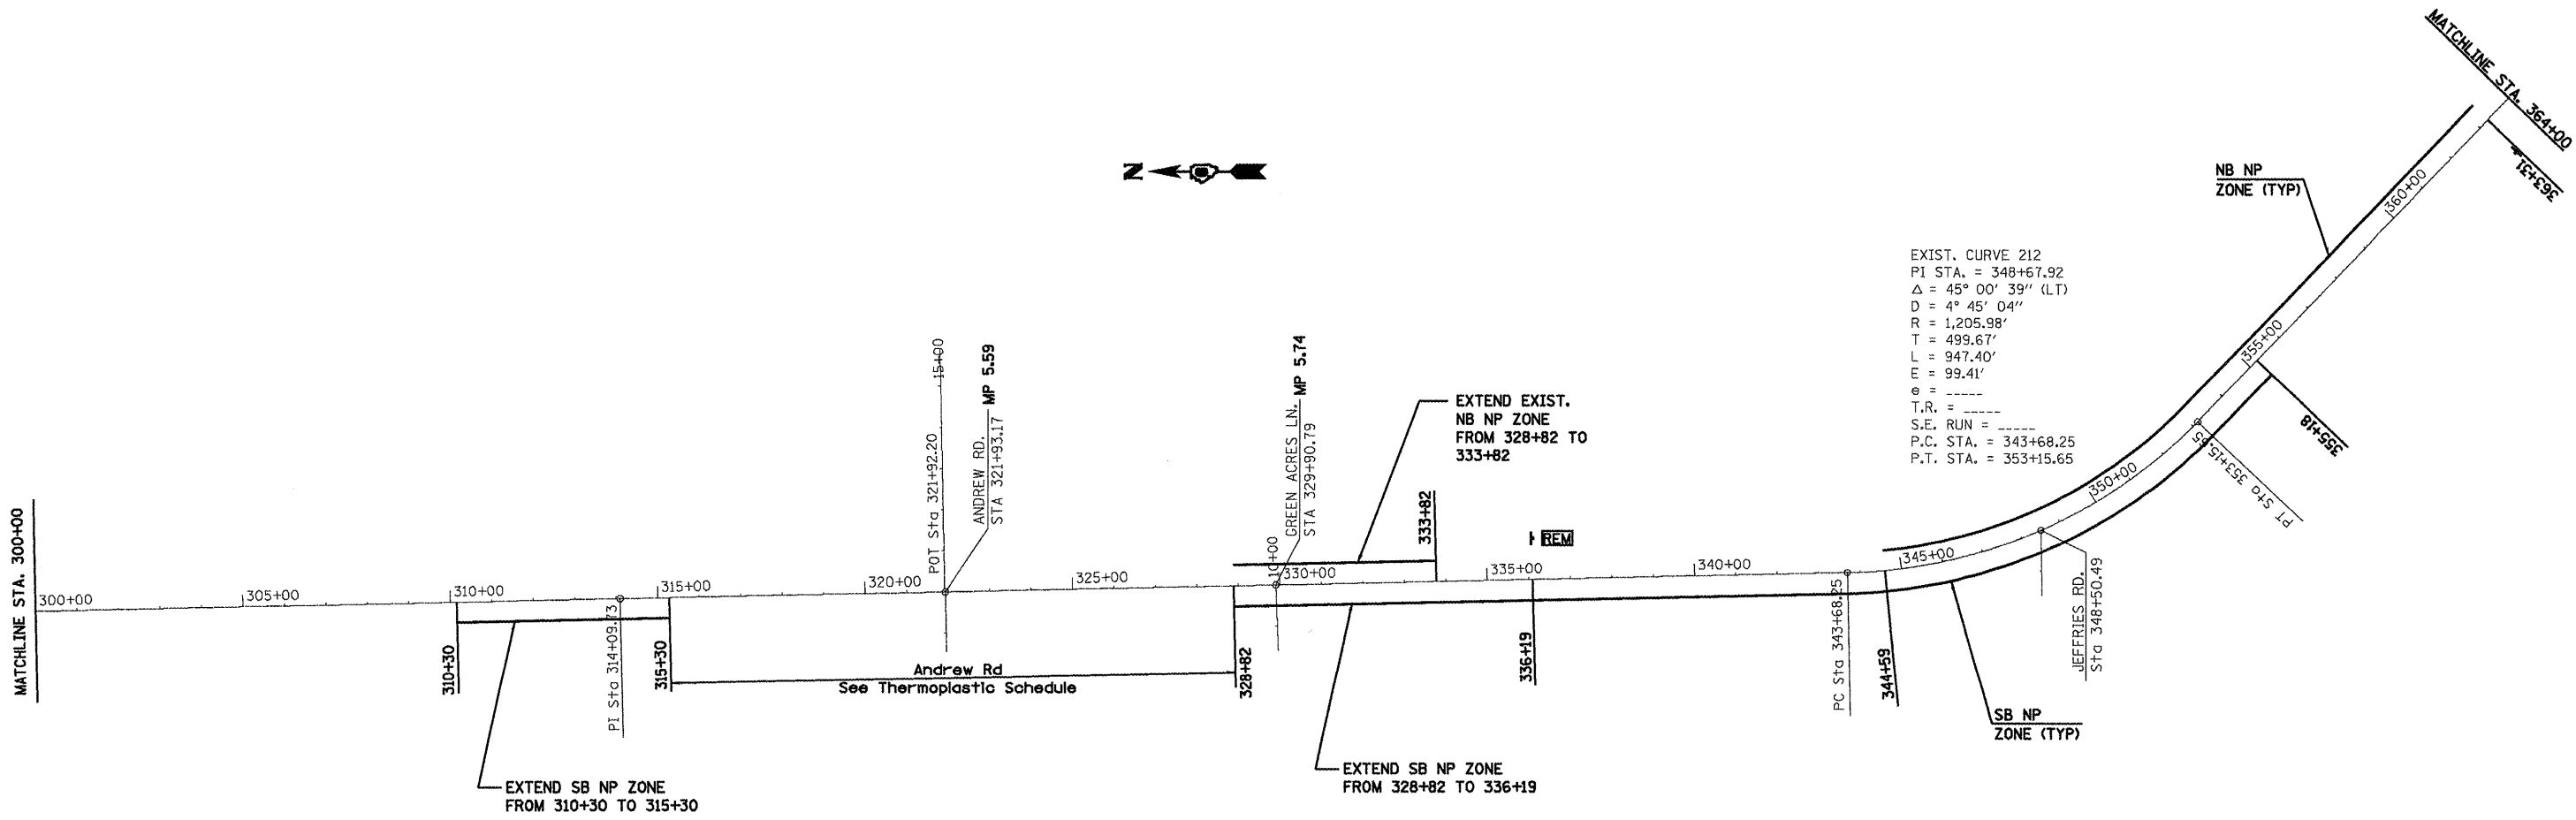 MATCHLINE STA. 300+00
300+00
305+00
310+00
310+30
EXTEND SB NP ZONE
FROM 310+30 TO 315+30
PI Sta 314+09.73
315+00
315+30
320+00
POT Sta 321+92.20
15+00
ANDREW RD.
STA 321+93.17
MP 5.59
Andrew Rd
See Thermoplastic Schedule
325+00
N
328+82
10+00
GREEN ACRES LN.
STA 329+90.79
MP 5.74
330+00
EXTEND EXIST.
NB NP ZONE
FROM 328+82 TO
333+82
333+82
EXTEND SB NP ZONE
FROM 328+82 TO 336+19
335+00
REM
336+19
340+00
PC Sta 343+68.25
344+59
345+00
SB NP
ZONE (TYP)
JEFFRIES RD.
Sta 348+50.49
350+00
PT Sta 353+15.65
355+00
355+18
EXIST. CURVE 212
PI STA. = 348+67.92
Δ = 45° 00' 39" (LT)
D = 4° 45' 04"
R = 1,205.98'
T = 499.67'
L = 947.40'
E = 99.41'
e = _____
T.R. = _____
S.E. RUN = _____
P.C. STA. = 343+68.25
P.T. STA. = 353+15.65
NB NP
ZONE (TYP)
360+00
363+31
MATCHLINE STA. 364+00